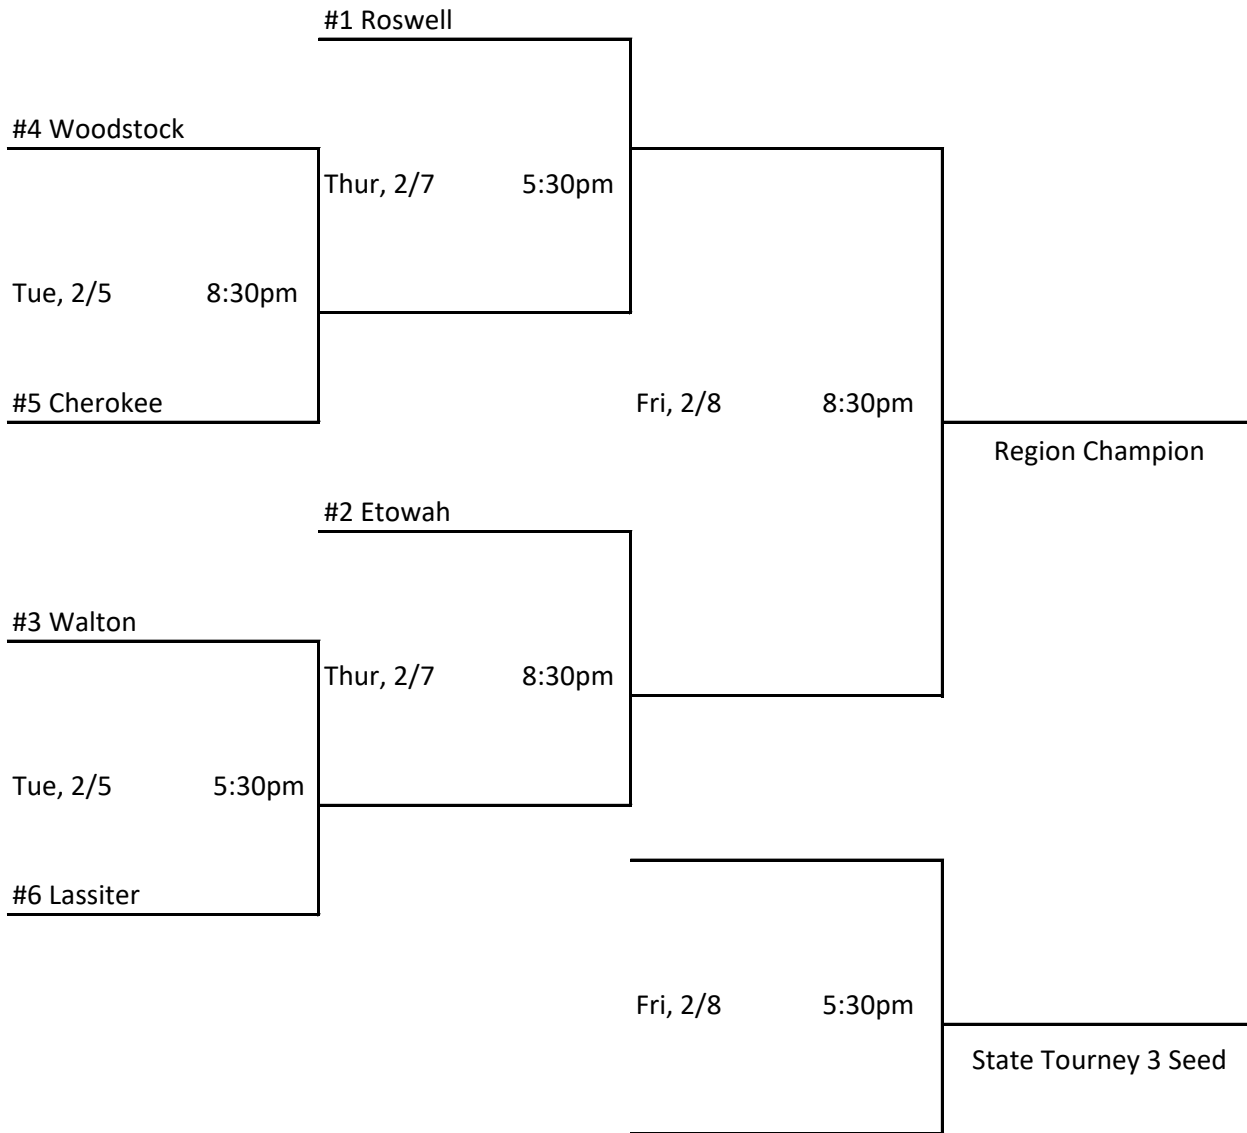 #1 Roswell
#4 Woodstock
Thur, 2/7 5:30pm
Tue, 2/5 8:30pm
#5 Cherokee
Fri, 2/8 8:30pm
Region Champion
#2 Etowah
#3 Walton
Thur, 2/7 8:30pm
Tue, 2/5 5:30pm
#6 Lassiter
Fri, 2/8 5:30pm
State Tourney 3 Seed